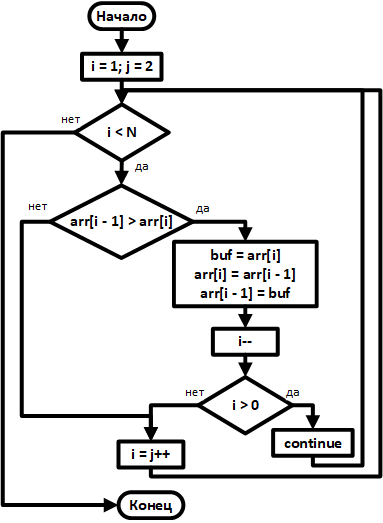 Начало
i = 1; j = 2
нет
i < N
да
нет
да
arr[i - 1] > arr[i]
buf = arr[i]
arr[i] = arr[i - 1]
arr[i - 1] = buf
i--
нет
да
i > 0
continue
i = j++
Конец